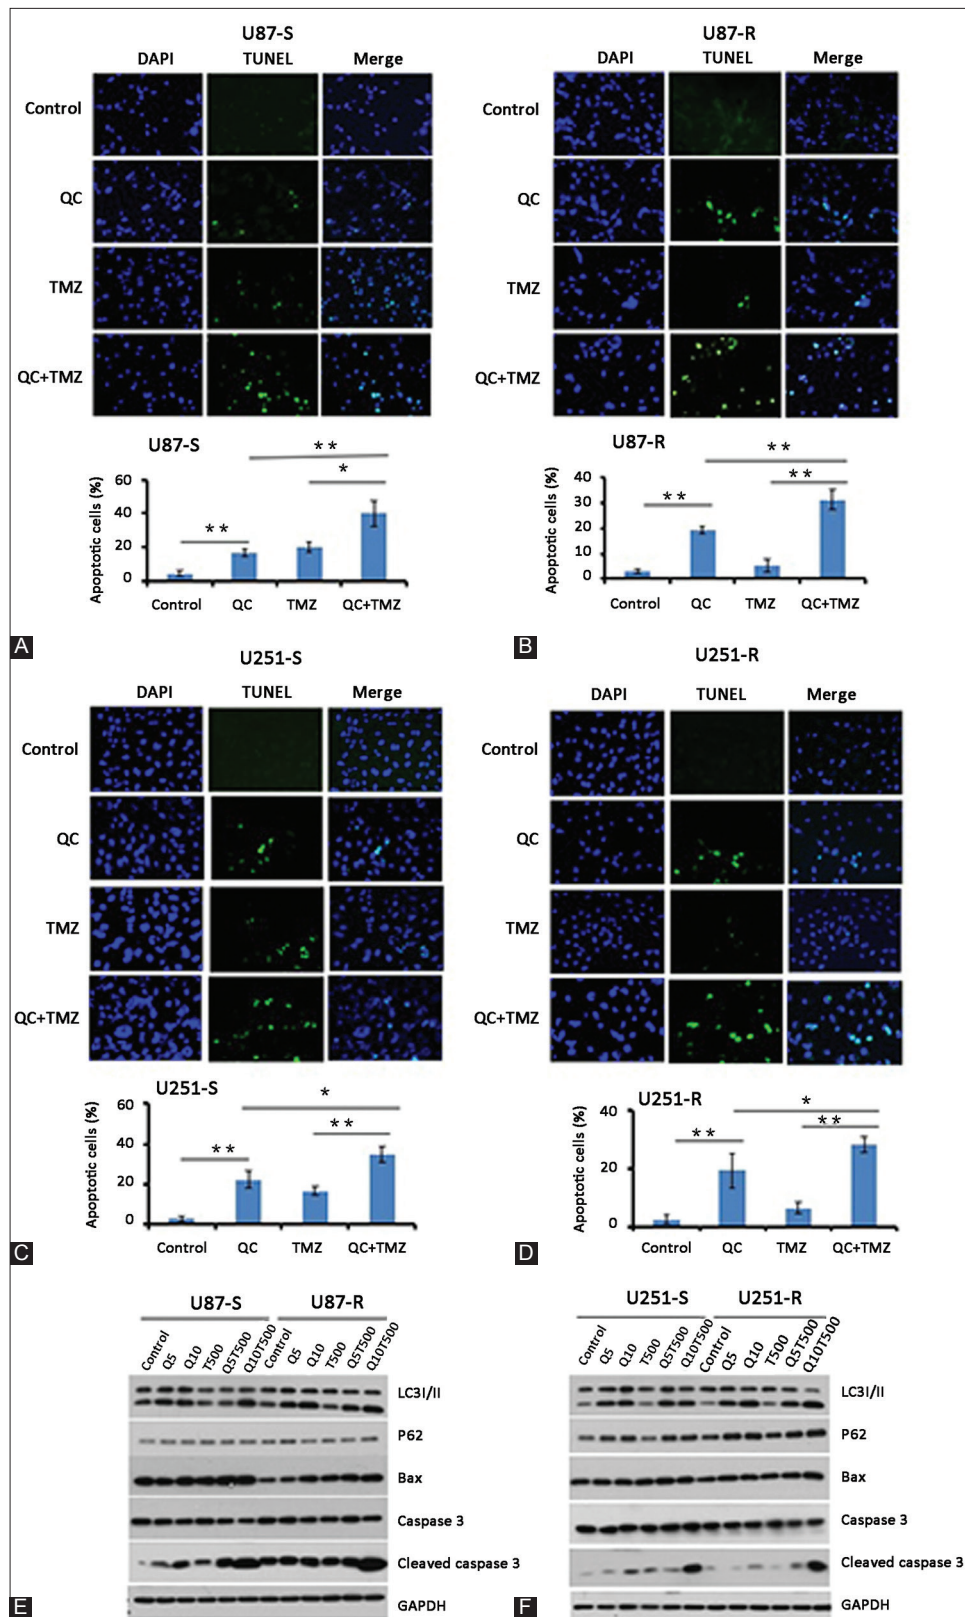 U87-S
DAPI TUNEL Merge
Control
QC
TMZ
QC+TMZ
U87-S
* *
*
Apoptotic cells (%)
60
40
20
0
Control QC TMZ QC+TMZ
* *
A
U87-R
DAPI TUNEL Merge
Control
QC
TMZ
QC+TMZ
U87-R
* *
* *
* *
Apoptotic cells (%)
40
30
20
10
0
Control QC TMZ QC+TMZ
B
U251-S
DAPI TUNEL Merge
Control
QC
TMZ
QC+TMZ
U251-S
*
* *
* *
Apoptotic cells (%)
60
40
20
0
Control QC TMZ QC+TMZ
C
U251-R
DAPI TUNEL Merge
Control
QC
TMZ
QC+TMZ
U251-R
*
* *
* *
Apoptotic cells (%)
40
20
0
Control QC TMZ QC+TMZ
D
U87-S U87-R
Control Q5 Q10 T500 Q5T500 Q10T500 Control Q5 Q10 T500 Q5T500 Q10T500
LC3I/II
P62
Bax
Caspase 3
Cleaved caspase 3
GAPDH
E
U251-S U251-R
Control Q5 Q10 T500 Q5T500 Q10T500 Control Q5 Q10 T500 Q5T500 Q10T500
LC3I/II
P62
Bax
Caspase 3
Cleaved caspase 3
GAPDH
F